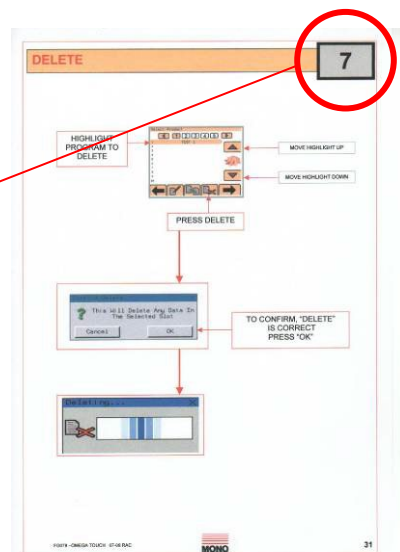 DELETE
7
HIGHLIGHT
PROGRAM TO
DELETE
MOVE HIGHLIGHT UP
MOVE HIGHLIGHT DOWN
PRESS DELETE
This Will Delete Any Data In
The Selected Slot
Cancel
OK
TO CONFIRM, "DELETE"
IS CORRECT
PRESS "OK"
Deleting...
MONO
31